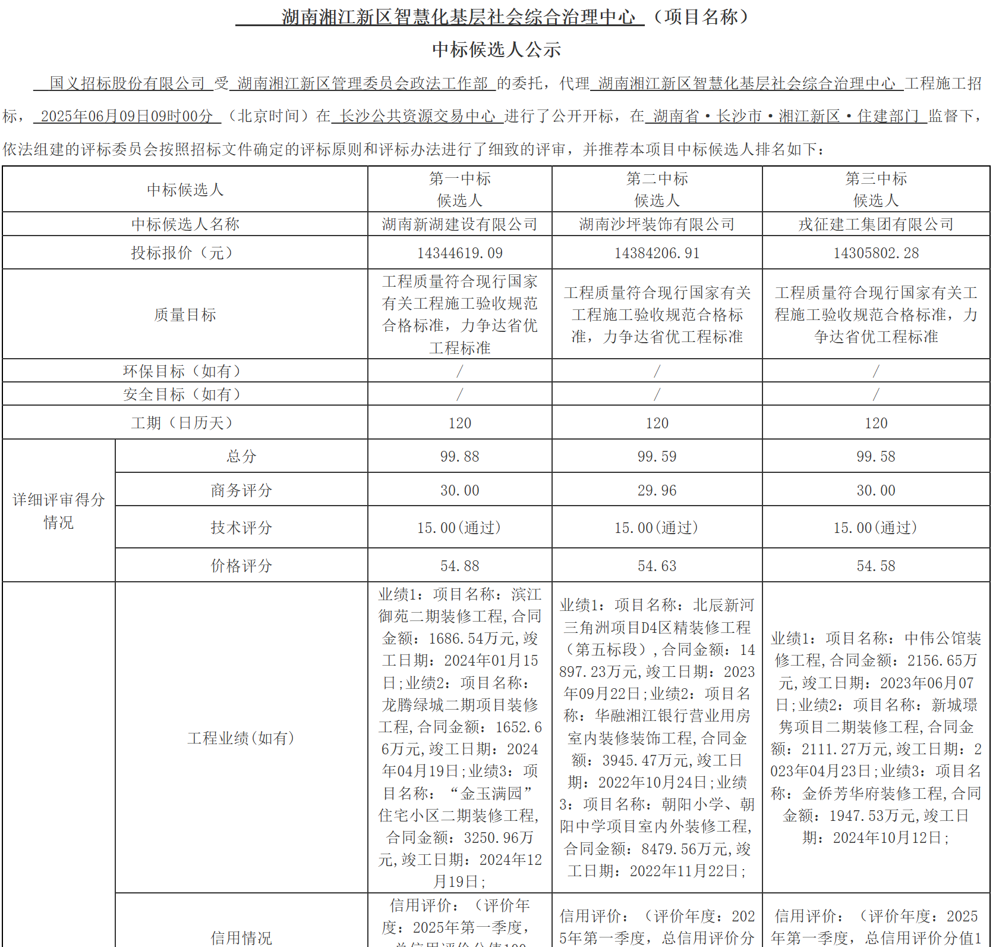 湖南湘江新区智慧化基层社会综合治理中心 （项目名称）
中标候选人公示
国义招标股份有限公司 受 湖南湘江新区管理委员会政法工作部 的委托，代理 湖南湘江新区智慧化基层社会综合治理中心 工程施工招
标， 2025年06月09日09时00分 （北京时间）在 长沙公共资源交易中心 进行了公开开标，在 湖南省·长沙市·湘江新区·住建部门 监督下，
依法组建的评标委员会按照招标文件确定的评标原则和评标办法进行了细致的评审，并推荐本项目中标候选人排名如下：
中标候选人
第一中标
候选人
第二中标
候选人
第三中标
候选人
中标候选人名称
湖南新湖建设有限公司
湖南沙坪装饰有限公司
戎征建工集团有限公司
投标报价（元）
14344619.09
14384206.91
14305802.28
质量目标
工程质量符合现行国家
有关工程施工验收规范
合格标准，力争达省优
工程标准
工程质量符合现行国家有关
工程施工验收规范合格标
准，力争达省优工程标准
工程质量符合现行国家有关工
程施工验收规范合格标准，力
争达省优工程标准
环保目标（如有）
/
/
/
安全目标（如有）
/
/
/
工期（日历天）
120
120
120
详细评审得分
情况
总分
99.88
99.59
99.58
商务评分
30.00
29.96
30.00
技术评分
15.00(通过)
15.00(通过)
15.00(通过)
价格评分
54.88
54.63
54.58
工程业绩(如有)
业绩1：项目名称：滨江
御苑二期装修工程,合同
金额：1686.54万元,竣
工日期：2024年01月15
日;业绩2：项目名称：
龙腾绿城二期项目装修
工程,合同金额：1652.6
6万元,竣工日期：2024
年04月19日;业绩3：项
目名称：“金玉满园”
住宅小区二期装修工程,
合同金额：3250.96万
元,竣工日期：2024年12
月19日;
业绩1：项目名称：北辰新河
三角洲项目D4区精装修工程
（第五标段）,合同金额：14
897.23万元,竣工日期：2023
年09月22日;业绩2：项目名
称：华融湘江银行营业用房
室内装修装饰工程,合同金
额：3945.47万元,竣工日
期：2022年10月24日;业绩
3：项目名称：朝阳小学、朝
阳中学项目室内外装修工程,
合同金额：8479.56万元,竣
工日期：2022年11月22日;
业绩1：项目名称：中伟公馆装
修工程,合同金额：2156.65万
元,竣工日期：2023年06月07
日;业绩2：项目名称：新城璟
隽项目二期装修工程,合同金
额：2111.27万元,竣工日期：2
023年04月23日;业绩3：项目名
称：金侨芳华府装修工程,合同
金额：1947.53万元,竣工日
期：2024年10月12日;
信用情况
信用评价：（评价年
度：2025年第一季度，
总信用评价分值100
信用评价：（评价年度：202
5年第一季度，总信用评价分
信用评价：（评价年度：2025
年第一季度，总信用评价分值1